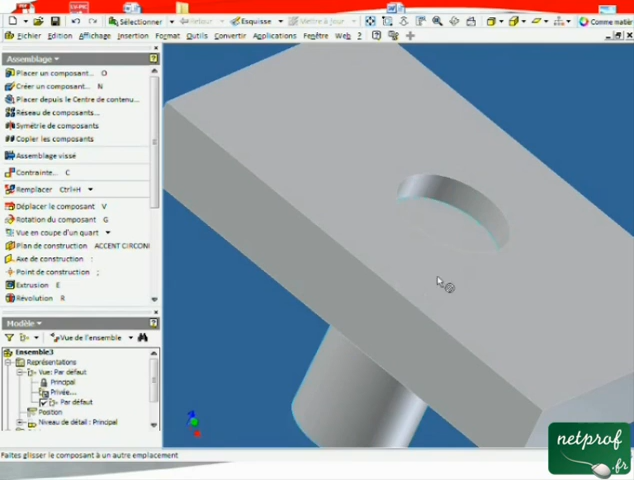 Sélectionner Retour Esquisse Mettre à jour Comme matér
Fichier Edition Affichage Insertion Format Outils Convertir Applications Fenêtre Web ?
Assemblage
Placer un composant... O
Créer un composant... N
Placer depuis le Centre de contenu...
Réseau de composants...
Symétrie de composants
Copier les composants
Assemblage vissé
Contrainte... C
Remplacer Ctrl+H
Déplacer le composant V
Rotation du composant G
Vue en coupe d'un quart
Plan de construction ACCENT CIRCON
Axe de construction :
Point de construction ;
Extrusion E
Révolution R
Modèle
Vue de l'ensemble
Ensemble3
Représentations
Vue: Par défaut
Principal
Privée...
Par défaut
Position
Niveau de détail : Principal
Faites glisser le composant à un autre emplacement
netprof
.fr